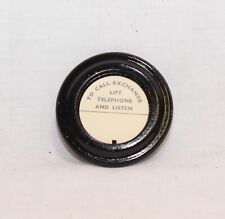 TO CALL EXCHANGE
LIFT
TELEPHONE
AND LISTEN